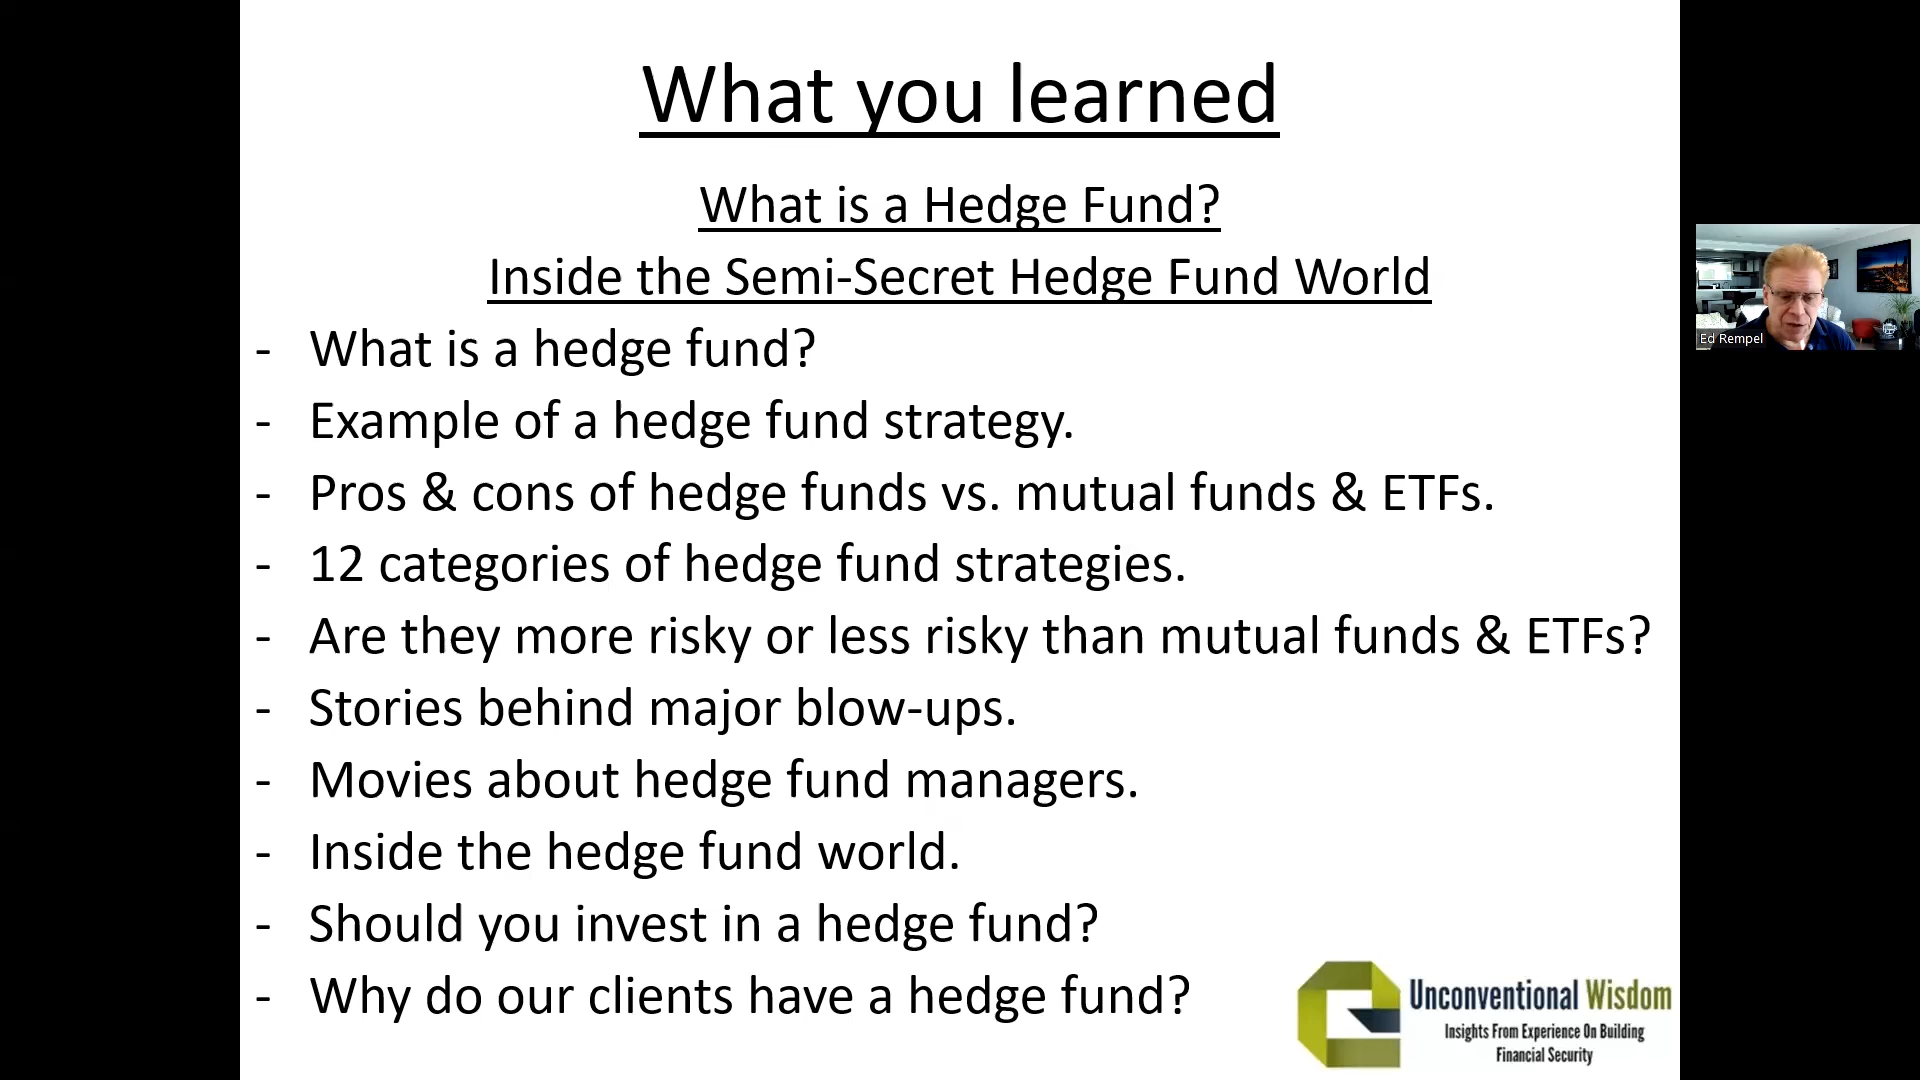 What you learned
What is a Hedge Fund?
Inside the Semi-Secret Hedge Fund World
- What is a hedge fund?
- Example of a hedge fund strategy.
- Pros & cons of hedge funds vs. mutual funds & ETFs.
- 12 categories of hedge fund strategies.
- Are they more risky or less risky than mutual funds & ETFs?
- Stories behind major blow-ups.
- Movies about hedge fund managers.
- Inside the hedge fund world.
- Should you invest in a hedge fund?
- Why do our clients have a hedge fund?
Unconventional Wisdom
Insights From Experience On Building
Financial Security
Ed Rempel